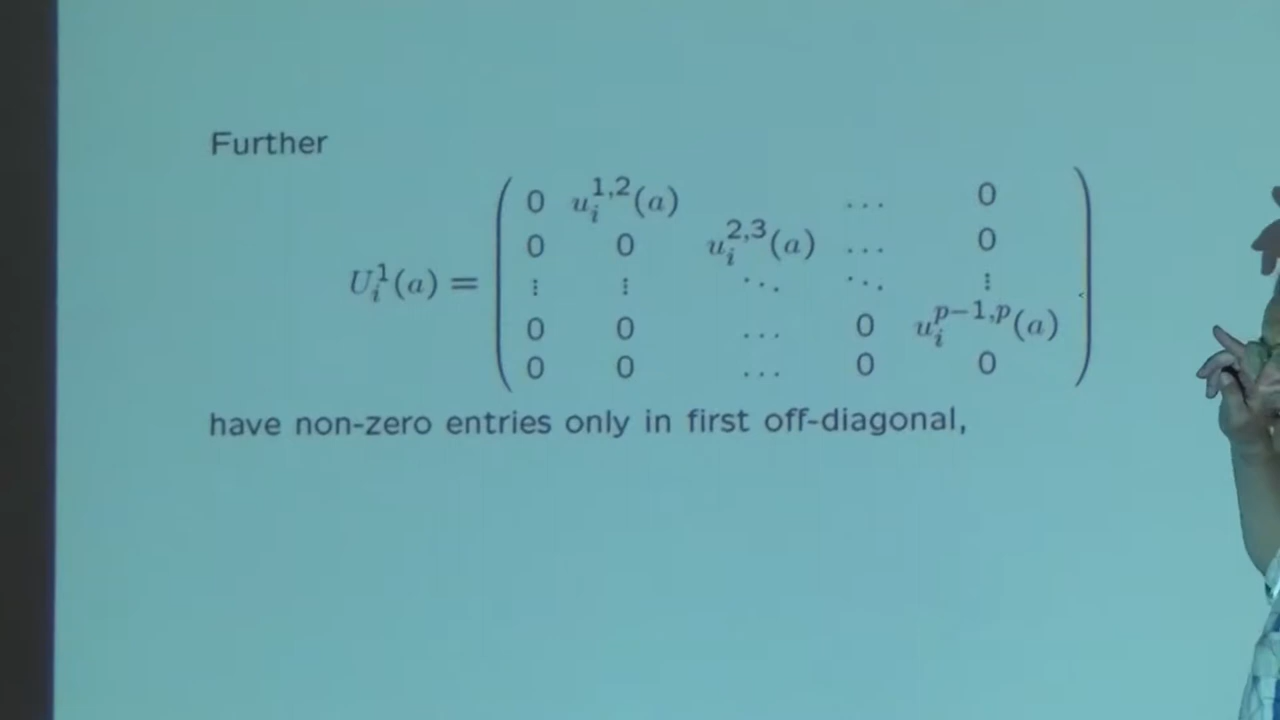 Further
U_i^1(a) = ( 0 u_i^{1,2}(a) … 0
0 0 u_i^{2,3}(a) … 0
⋮ ⋮ ⋱ ⋱ ⋮
0 0 … 0 u_i^{p−1,p}(a)
0 0 … 0 0 )
have non-zero entries only in first off-diagonal,